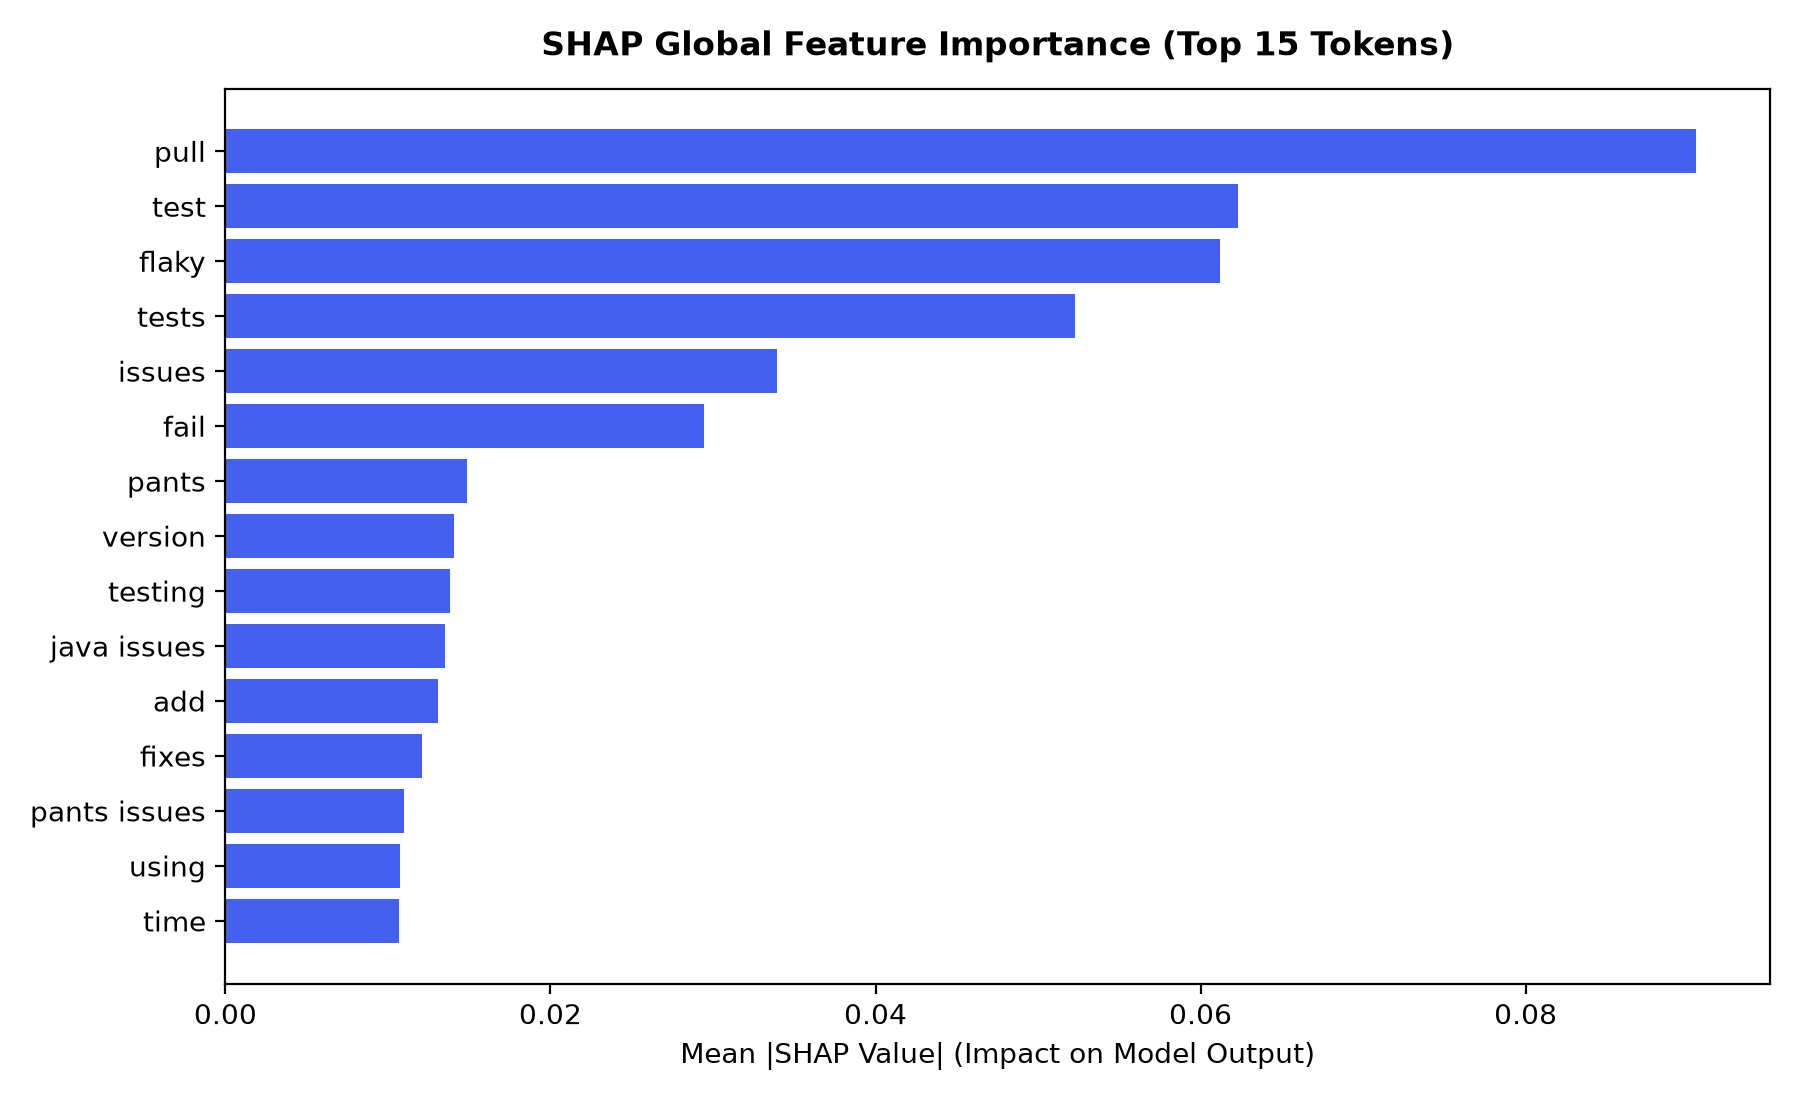 SHAP Global Feature Importance (Top 15 Tokens)
pull
test
flaky
tests
issues
fail
pants
version
testing
java issues
add
fixes
pants issues
using
time
0.00 0.02 0.04 0.06 0.08
Mean |SHAP Value| (Impact on Model Output)